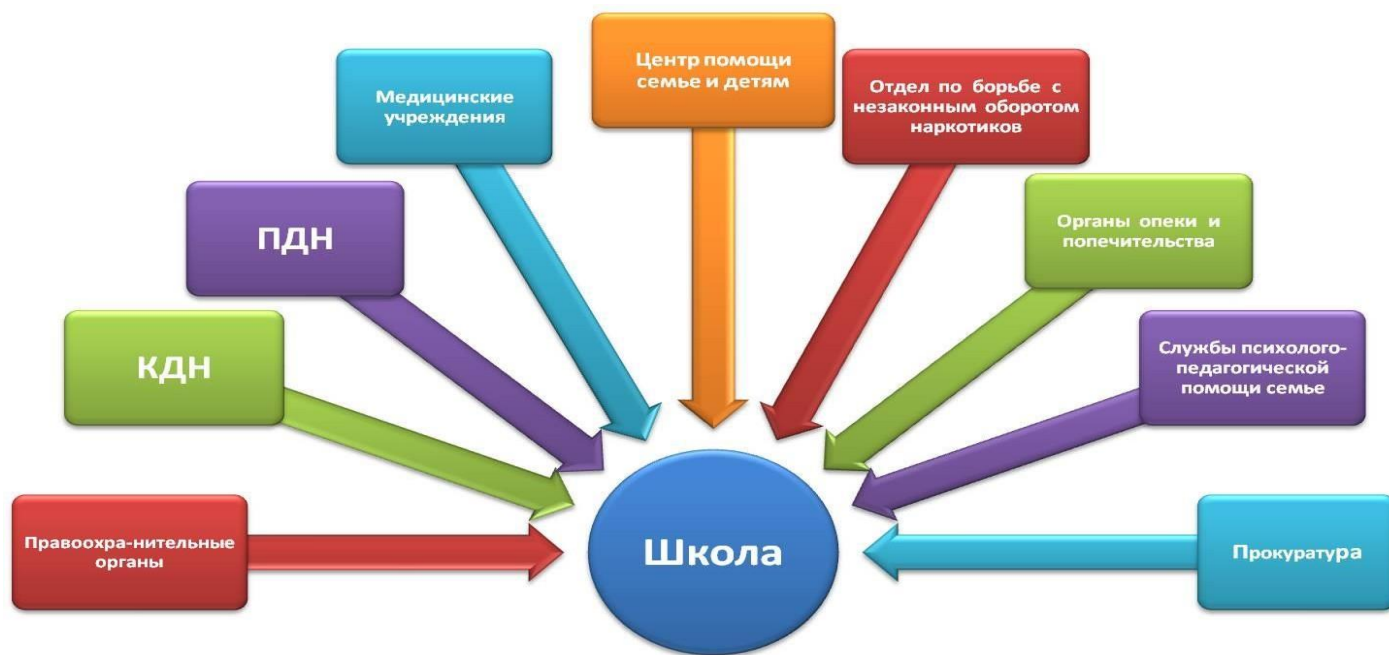 Центр помощи
семье и детям
Медицинские
учреждения
Отдел по борьбе с
незаконным оборотом
наркотиков
ПДН
Органы опеки и
попечительства
КДН
Службы психолого-
педагогической
помощи семье
Правоохра-нительные
органы
Школа
Прокуратура